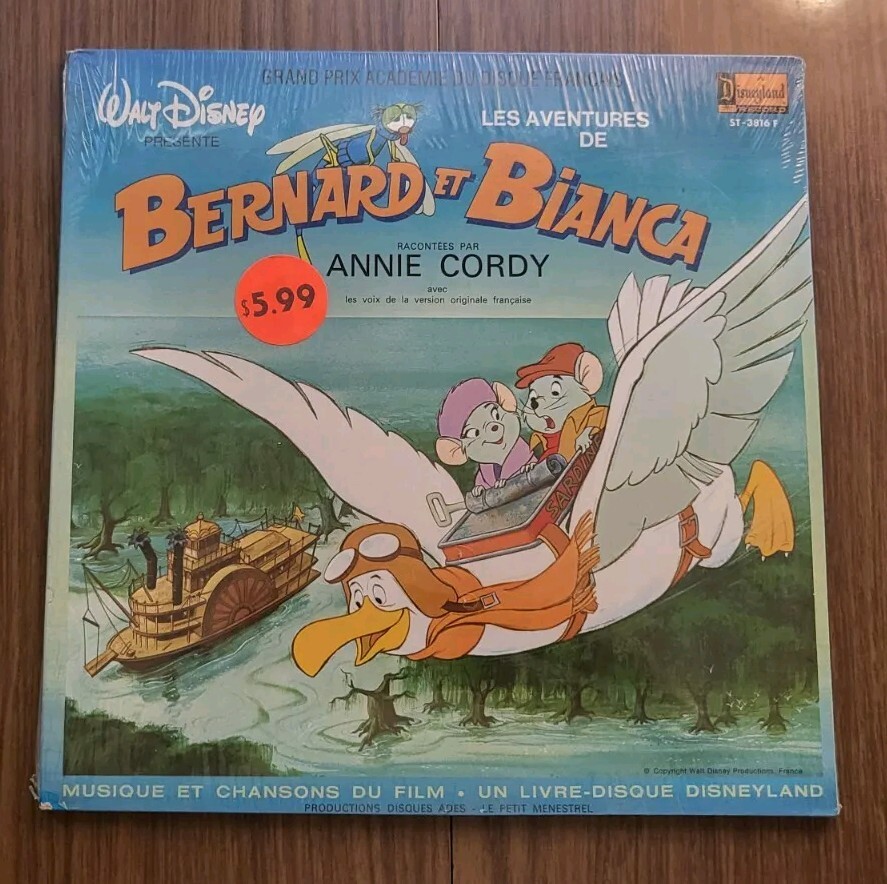 GRAND PRIX ACADEMIE DU DISQUE FRANÇAIS
WALT DISNEY
PRÉSENTE
Disneyland
ST-3816 F
LES AVENTURES
DE
BERNARD ET BIANCA
RACONTÉES PAR
ANNIE CORDY
avec
les voix de la version originale française
$5.99
SARDINE
© Copyright Walt Disney Productions, France
MUSIQUE ET CHANSONS DU FILM • UN LIVRE-DISQUE DISNEYLAND
PRODUCTIONS DISQUES ADES - LE PETIT MENESTREL